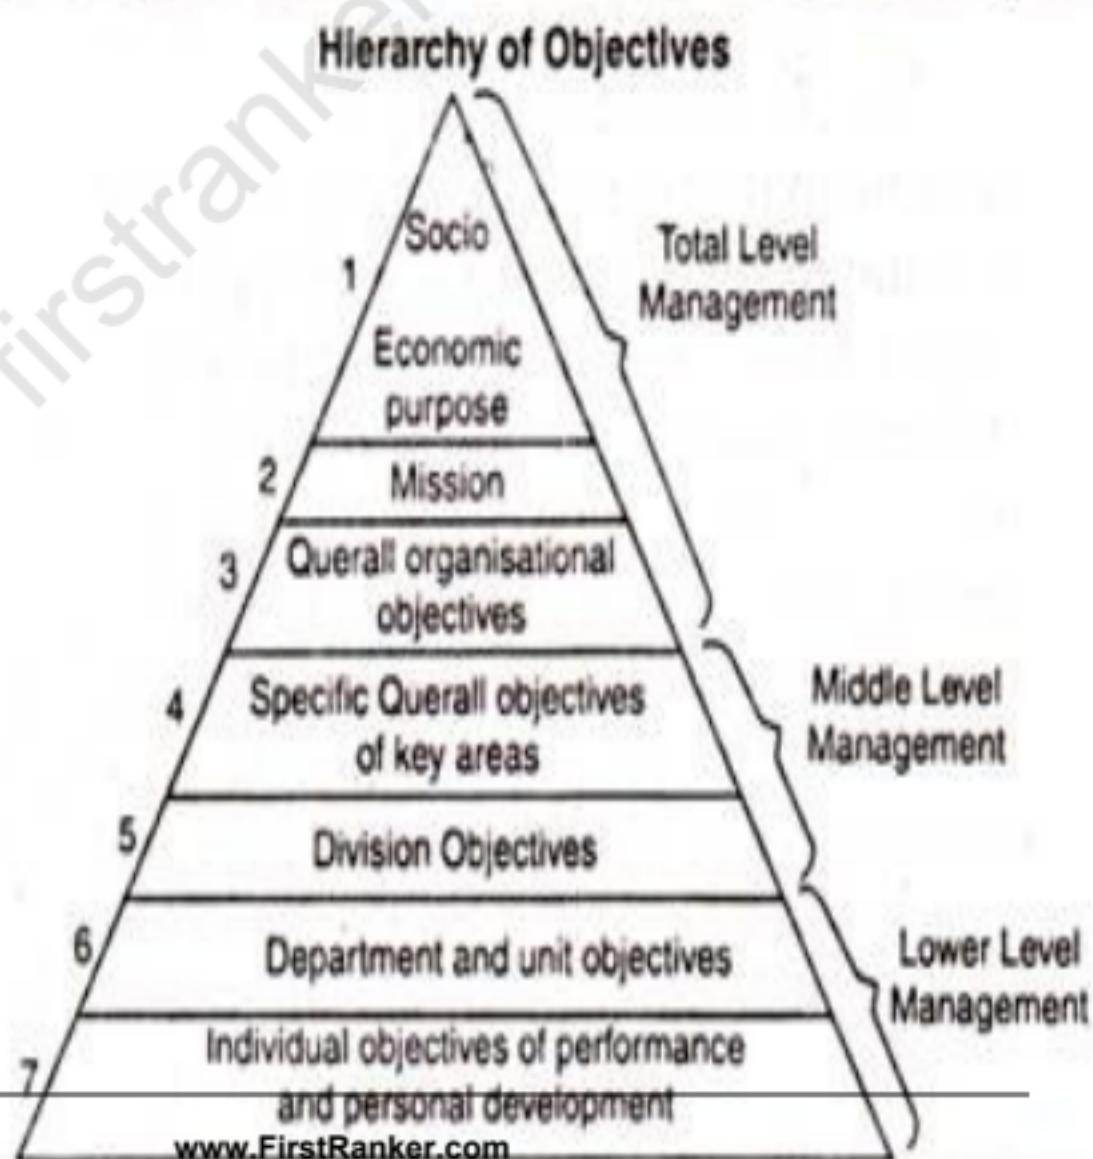 Hierarchy of Objectives
firstranker
1
Socio
Economic
purpose
Total Level
Management
2
Mission
3
Querall organisational
objectives
4
Specific Querall objectives
of key areas
Middle Level
Management
5
Division Objectives
6
Department and unit objectives
Lower Level
Management
7
Individual objectives of performance
and personal development
www.FirstRanker.com